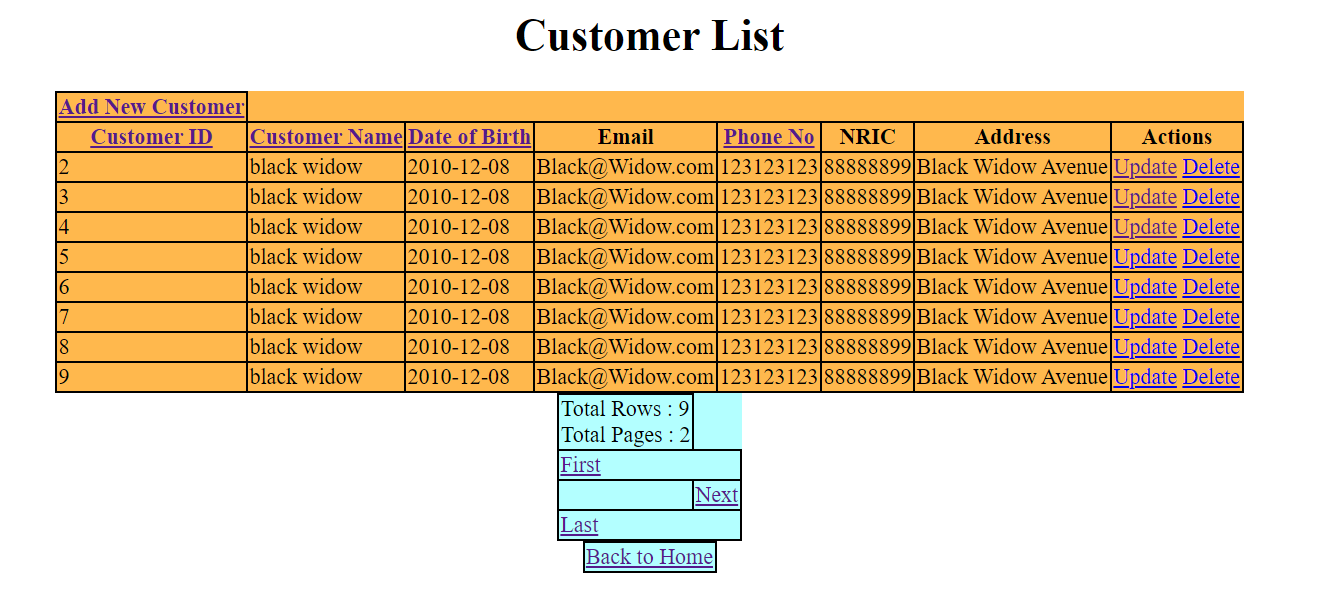 Customer List
Add New Customer
Customer ID Customer Name Date of Birth Email Phone No NRIC Address Actions
2 black widow 2010-12-08 Black@Widow.com 123123123 88888899 Black Widow Avenue Update Delete
3 black widow 2010-12-08 Black@Widow.com 123123123 88888899 Black Widow Avenue Update Delete
4 black widow 2010-12-08 Black@Widow.com 123123123 88888899 Black Widow Avenue Update Delete
5 black widow 2010-12-08 Black@Widow.com 123123123 88888899 Black Widow Avenue Update Delete
6 black widow 2010-12-08 Black@Widow.com 123123123 88888899 Black Widow Avenue Update Delete
7 black widow 2010-12-08 Black@Widow.com 123123123 88888899 Black Widow Avenue Update Delete
8 black widow 2010-12-08 Black@Widow.com 123123123 88888899 Black Widow Avenue Update Delete
9 black widow 2010-12-08 Black@Widow.com 123123123 88888899 Black Widow Avenue Update Delete
Total Rows : 9
Total Pages : 2
First
Next
Last
Back to Home